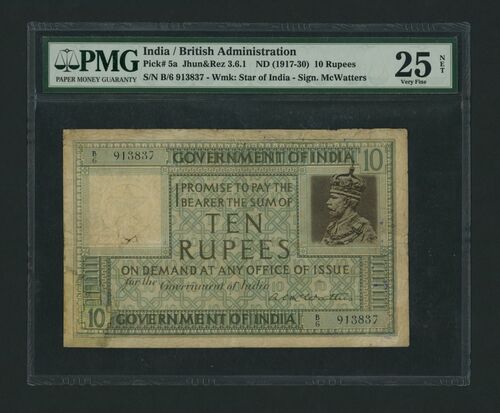 PMG
PAPER MONEY GUARANTY
India / British Administration
Pick# 5a Jhun&Rez 3.6.1 ND (1917-30) 10 Rupees
S/N B/6 913837 - Wmk: Star of India - Sign. McWatters
25 NET
Very Fine
B/6 913837 GOVERNMENT OF INDIA 10
I PROMISE TO PAY THE
BEARER THE SUM OF
TEN
RUPEES
ON DEMAND AT ANY OFFICE OF ISSUE
for the Government of India
A C McWatters
10 GOVERNMENT OF INDIA B/6 913837